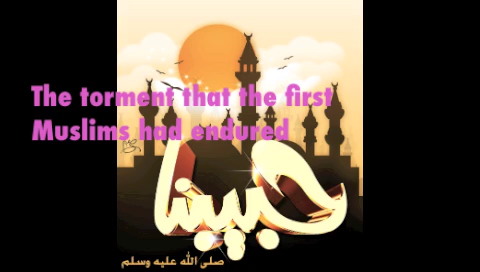 The torment that the first
Muslims had endured
حبيبنا
صلى الله عليه وسلم